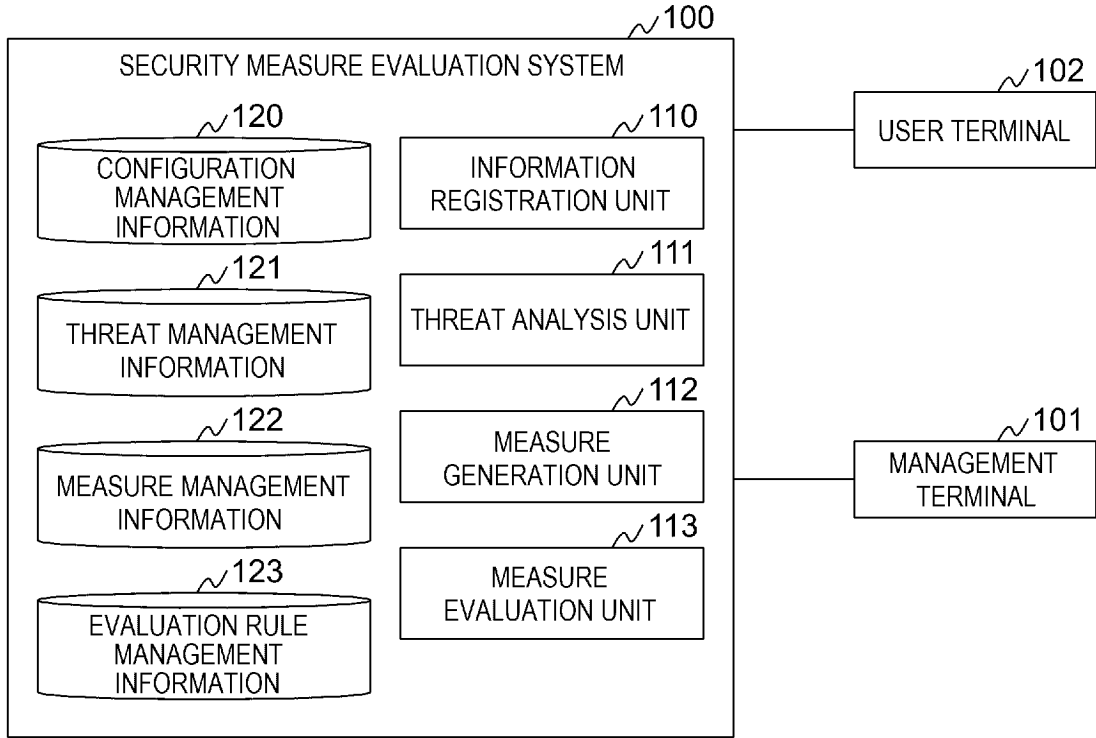 100
SECURITY MEASURE EVALUATION SYSTEM
120
CONFIGURATION
MANAGEMENT
INFORMATION
121
THREAT MANAGEMENT
INFORMATION
122
MEASURE MANAGEMENT
INFORMATION
123
EVALUATION RULE
MANAGEMENT
INFORMATION
110
INFORMATION
REGISTRATION UNIT
111
THREAT ANALYSIS UNIT
112
MEASURE
GENERATION UNIT
113
MEASURE
EVALUATION UNIT
102
USER TERMINAL
101
MANAGEMENT
TERMINAL